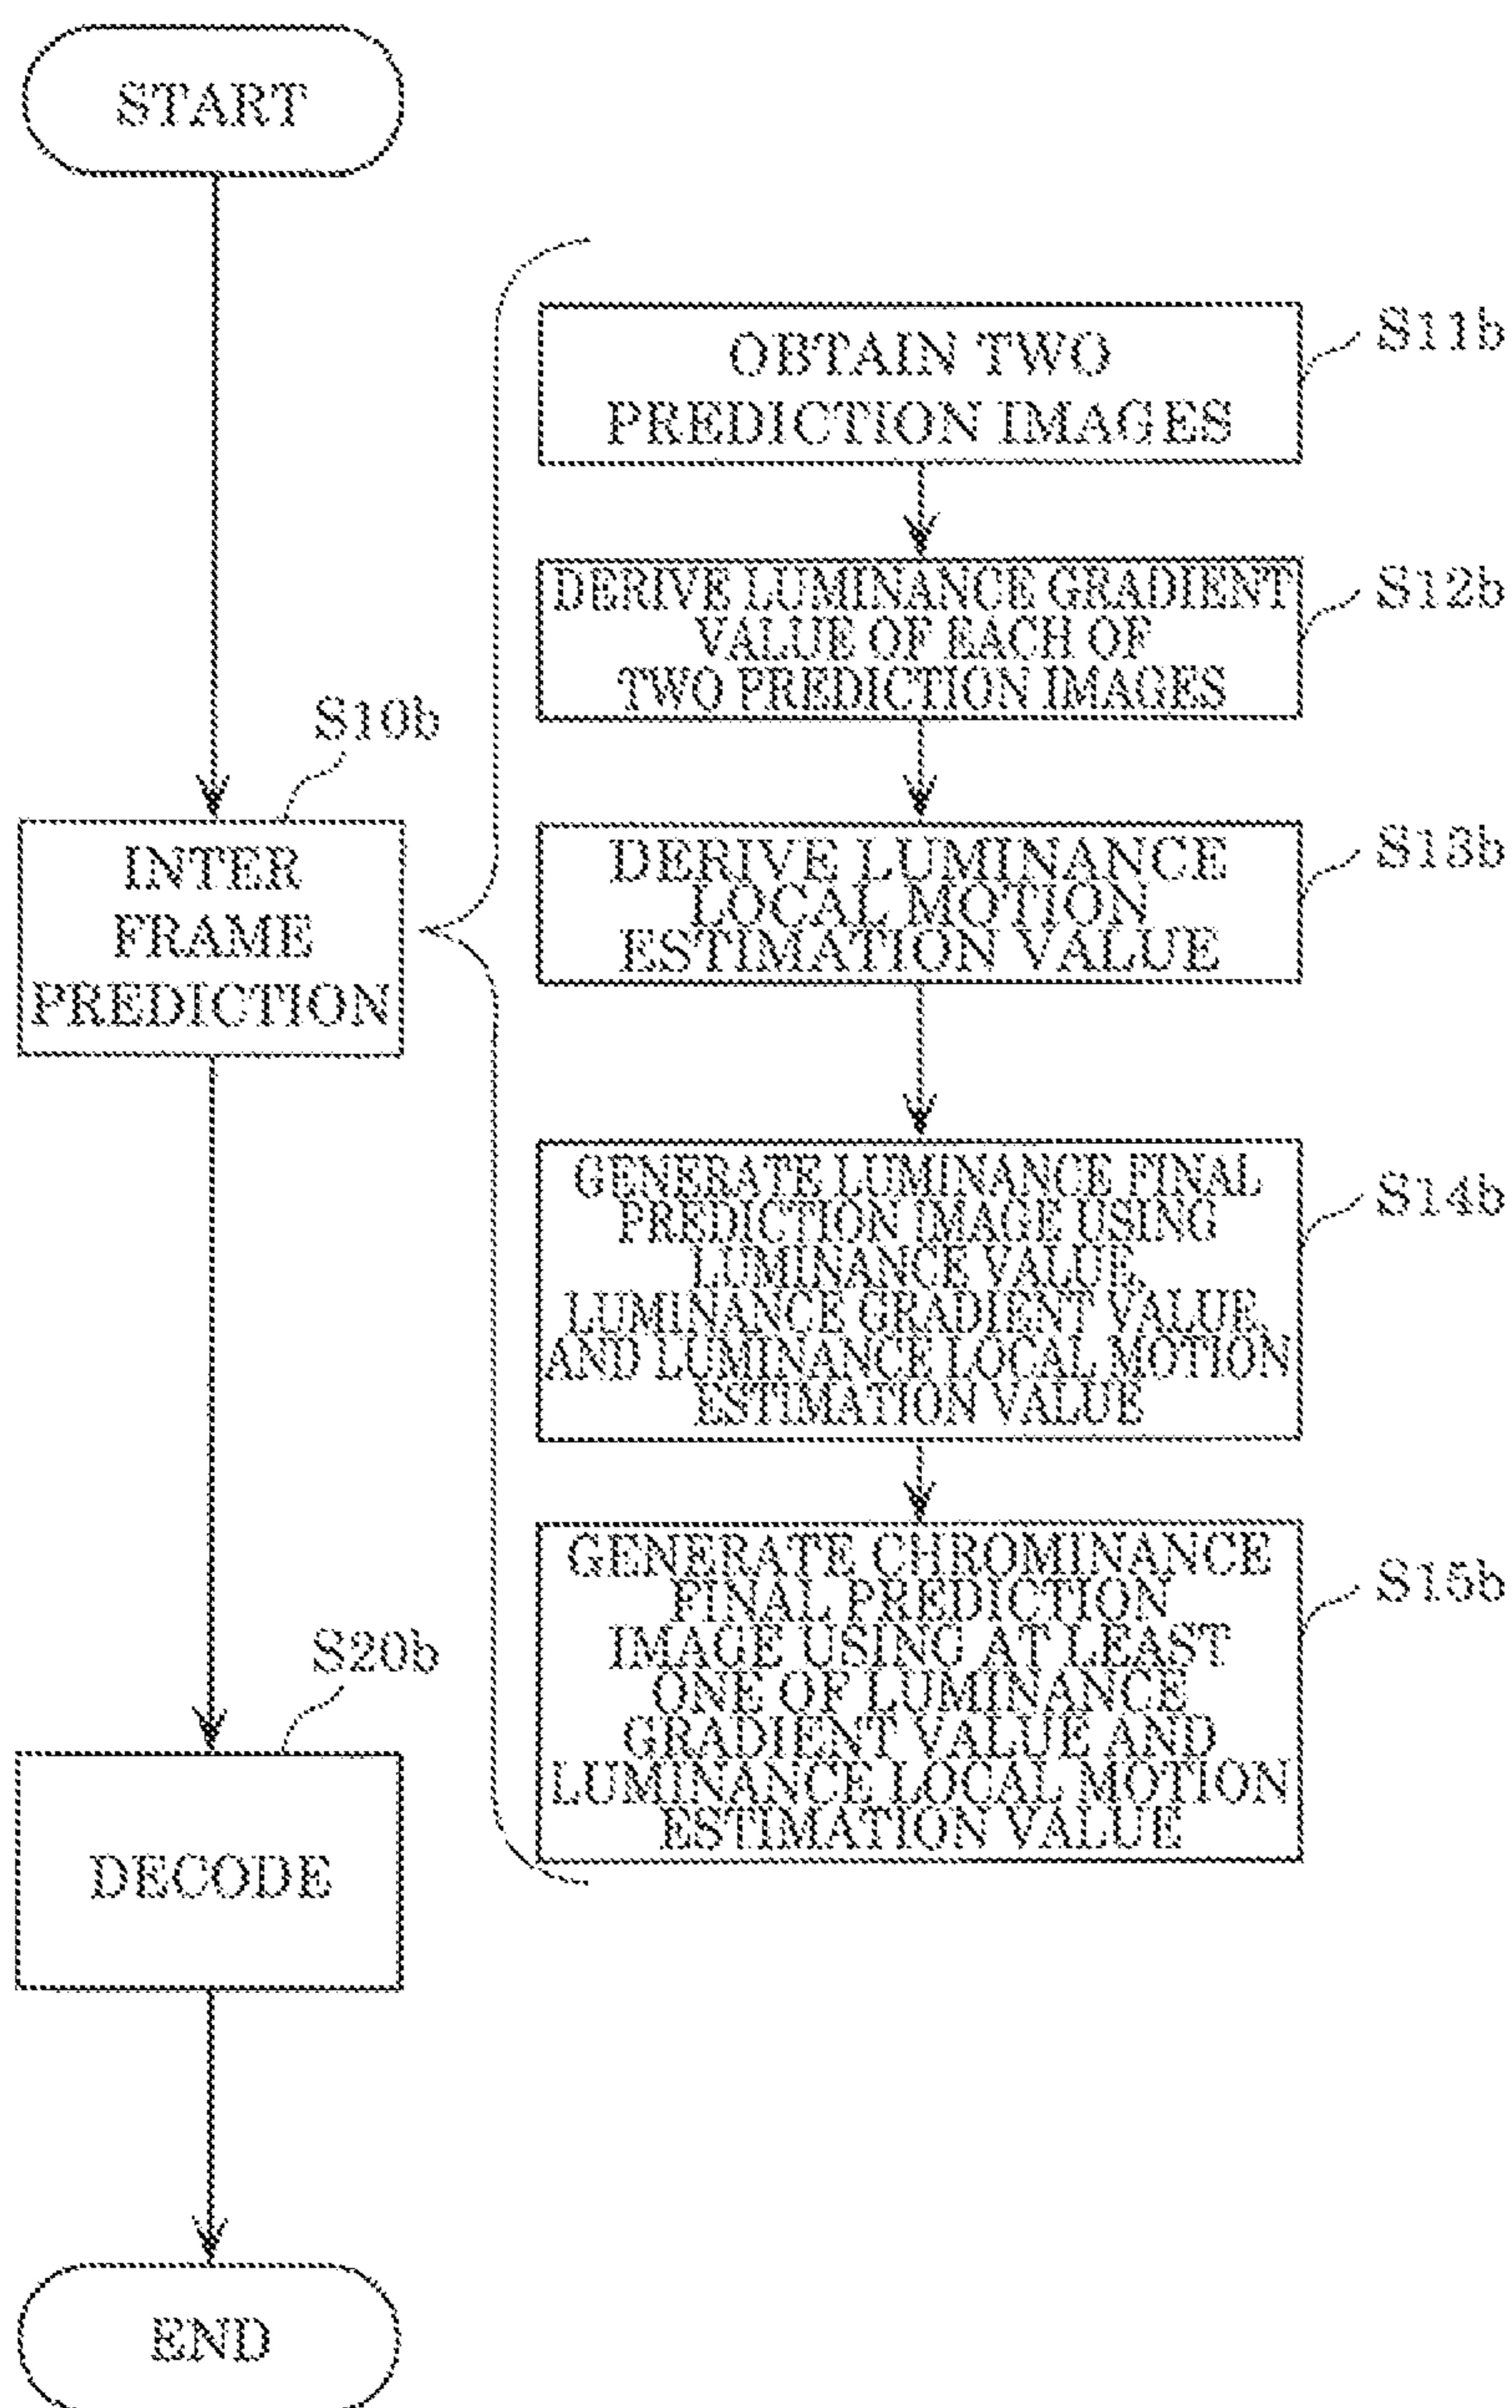 START
S10b
INTER
FRAME
PREDICTION
S20b
DECODE
END
OBTAIN TWO
PREDICTION IMAGES
S11b
DERIVE LUMINANCE GRADIENT
VALUE OF EACH OF
TWO PREDICTION IMAGES
S12b
DERIVE LUMINANCE
LOCAL MOTION
ESTIMATION VALUE
S13b
GENERATE LUMINANCE FINAL
PREDICTION IMAGE USING
LUMINANCE VALUE,
LUMINANCE GRADIENT VALUE,
AND LUMINANCE LOCAL MOTION
ESTIMATION VALUE
S14b
GENERATE CHROMINANCE
FINAL PREDICTION
IMAGE USING AT LEAST
ONE OF LUMINANCE
GRADIENT VALUE AND
LUMINANCE LOCAL MOTION
ESTIMATION VALUE
S15b